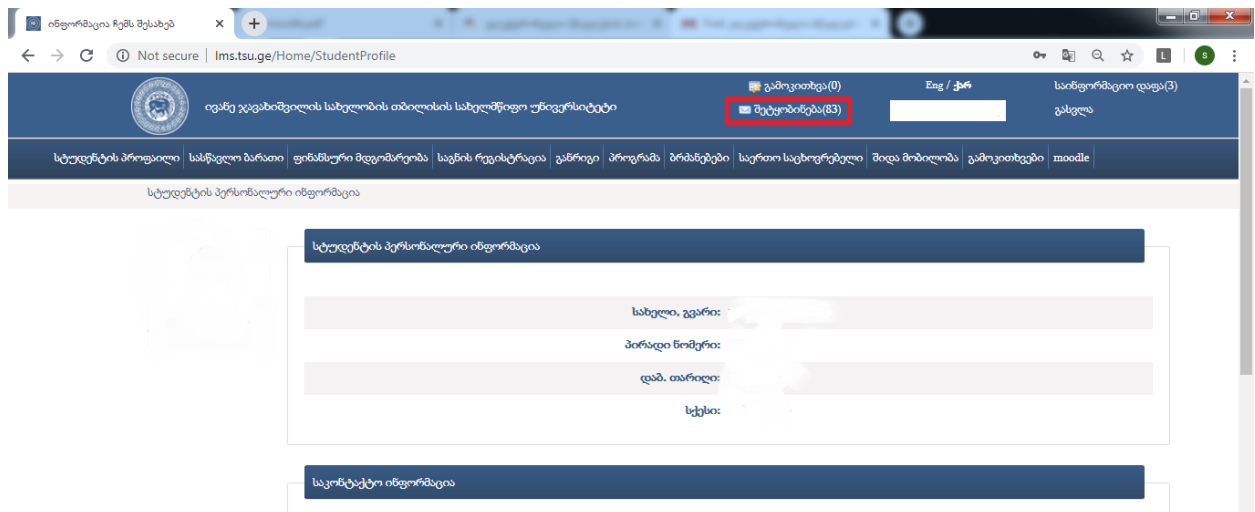 ინფორმაცია ჩემს შესახებ
Not secure lms.tsu.ge/Home/StudentProfile
L
s
ივანე ჯავახიშვილის სახელობის თბილისის სახელმწიფო უნივერსიტეტი
გამოკითხვა(0)
Eng / ქარ
საინფორმაციო დაფა(3)
შეტყობინება(83)
გასვლა
სტუდენტის პროფაილი სასწავლო ბარათი ფინანსური მდგომარეობა საგნის რეგისტრაცია განრიგი პროგრამა ბრძანებები საერთო საცხოვრებელი შიდა მობილობა გამოკითხვები moodle
სტუდენტის პერსონალური ინფორმაცია
სტუდენტის პერსონალური ინფორმაცია
სახელი, გვარი:
პირადი ნომერი:
დაბ. თარიღი:
სქესი:
საკონტაქტო ინფორმაცია